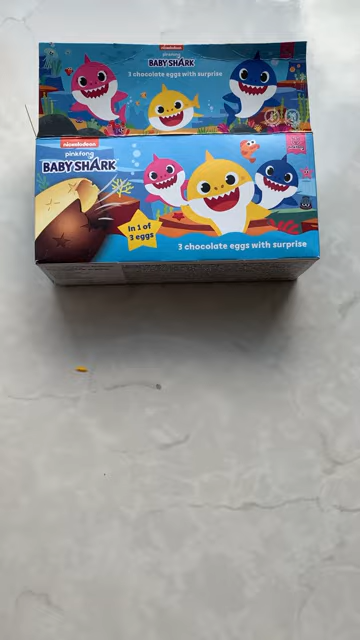 nickelodeon
pinkfong
BABY SHARK
3 chocolate eggs with surprise
nickelodeon
pinkfong
BABY SHARK
In 1 of
3 eggs
3 chocolate eggs with surprise